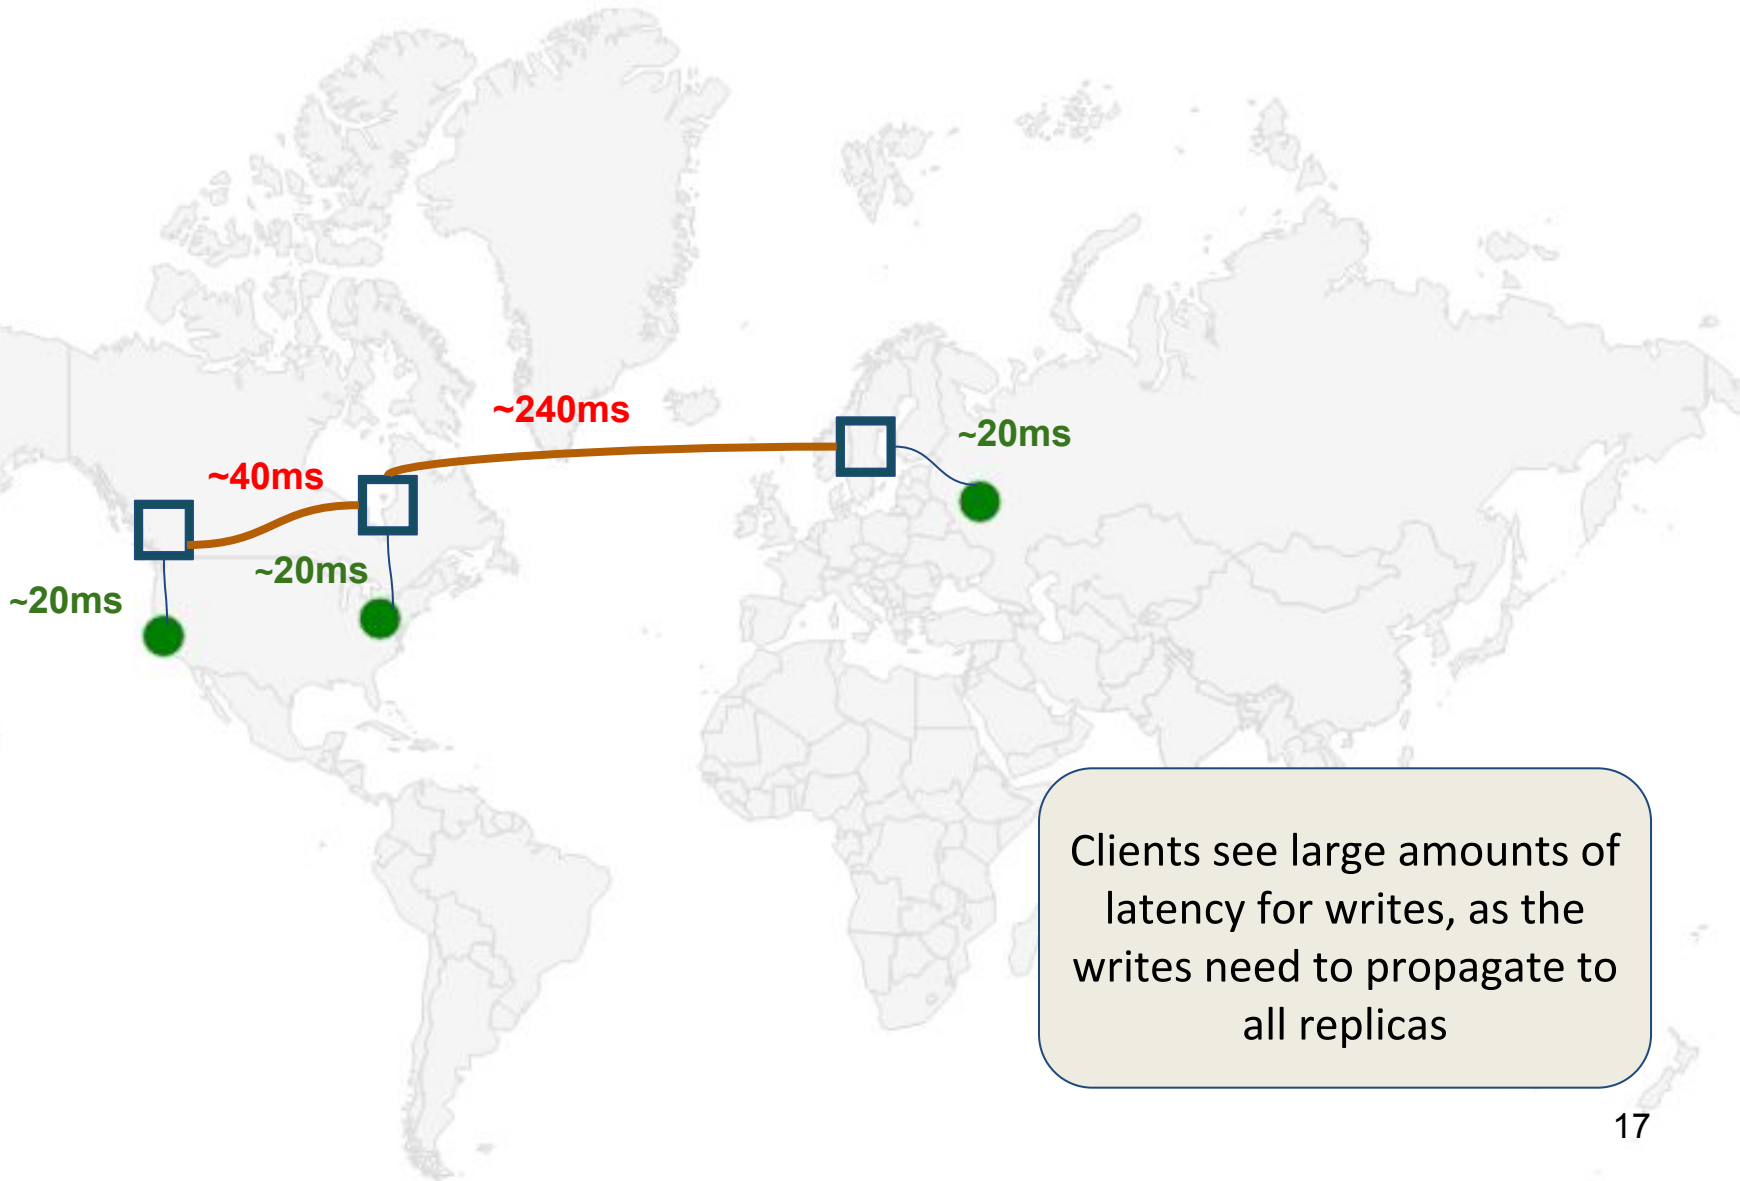 ~240ms
~20ms
~40ms
~20ms
~20ms
Clients see large amounts of
latency for writes, as the
writes need to propagate to
all replicas
17